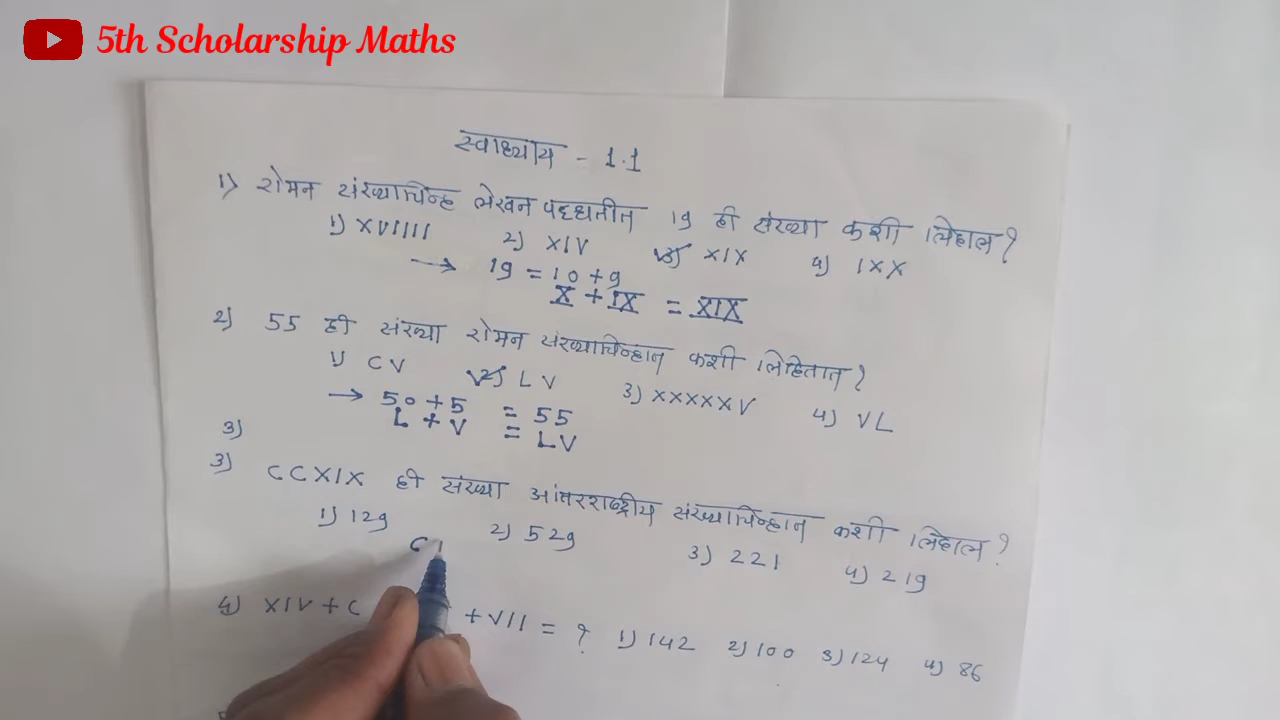 5th Scholarship Maths
स्वाध्याय - 1.1
1) रोमन संख्याचिन्ह लेखन पद्धतीत 19 ही संख्या कशी लिहाल?
1) XVIIII 2) XIV 3) XIX 4) IXX
→ 19 = 10 + 9
X + IX = XIX
2) 55 ही संख्या रोमन संख्याचिन्हात कशी लिहितात?
1) CV 2) LV 3) XXXXXV 4) VL
→ 50 + 5 = 55
L + V = LV
3)
3) CCXIX ही संख्या आंतरराष्ट्रीय संख्याचिन्हात कशी लिहाल?
1) 129 2) 529 3) 221 4) 219
C
4) XIV + C + VII = ? 1) 142 2) 100 3) 124 4) 86